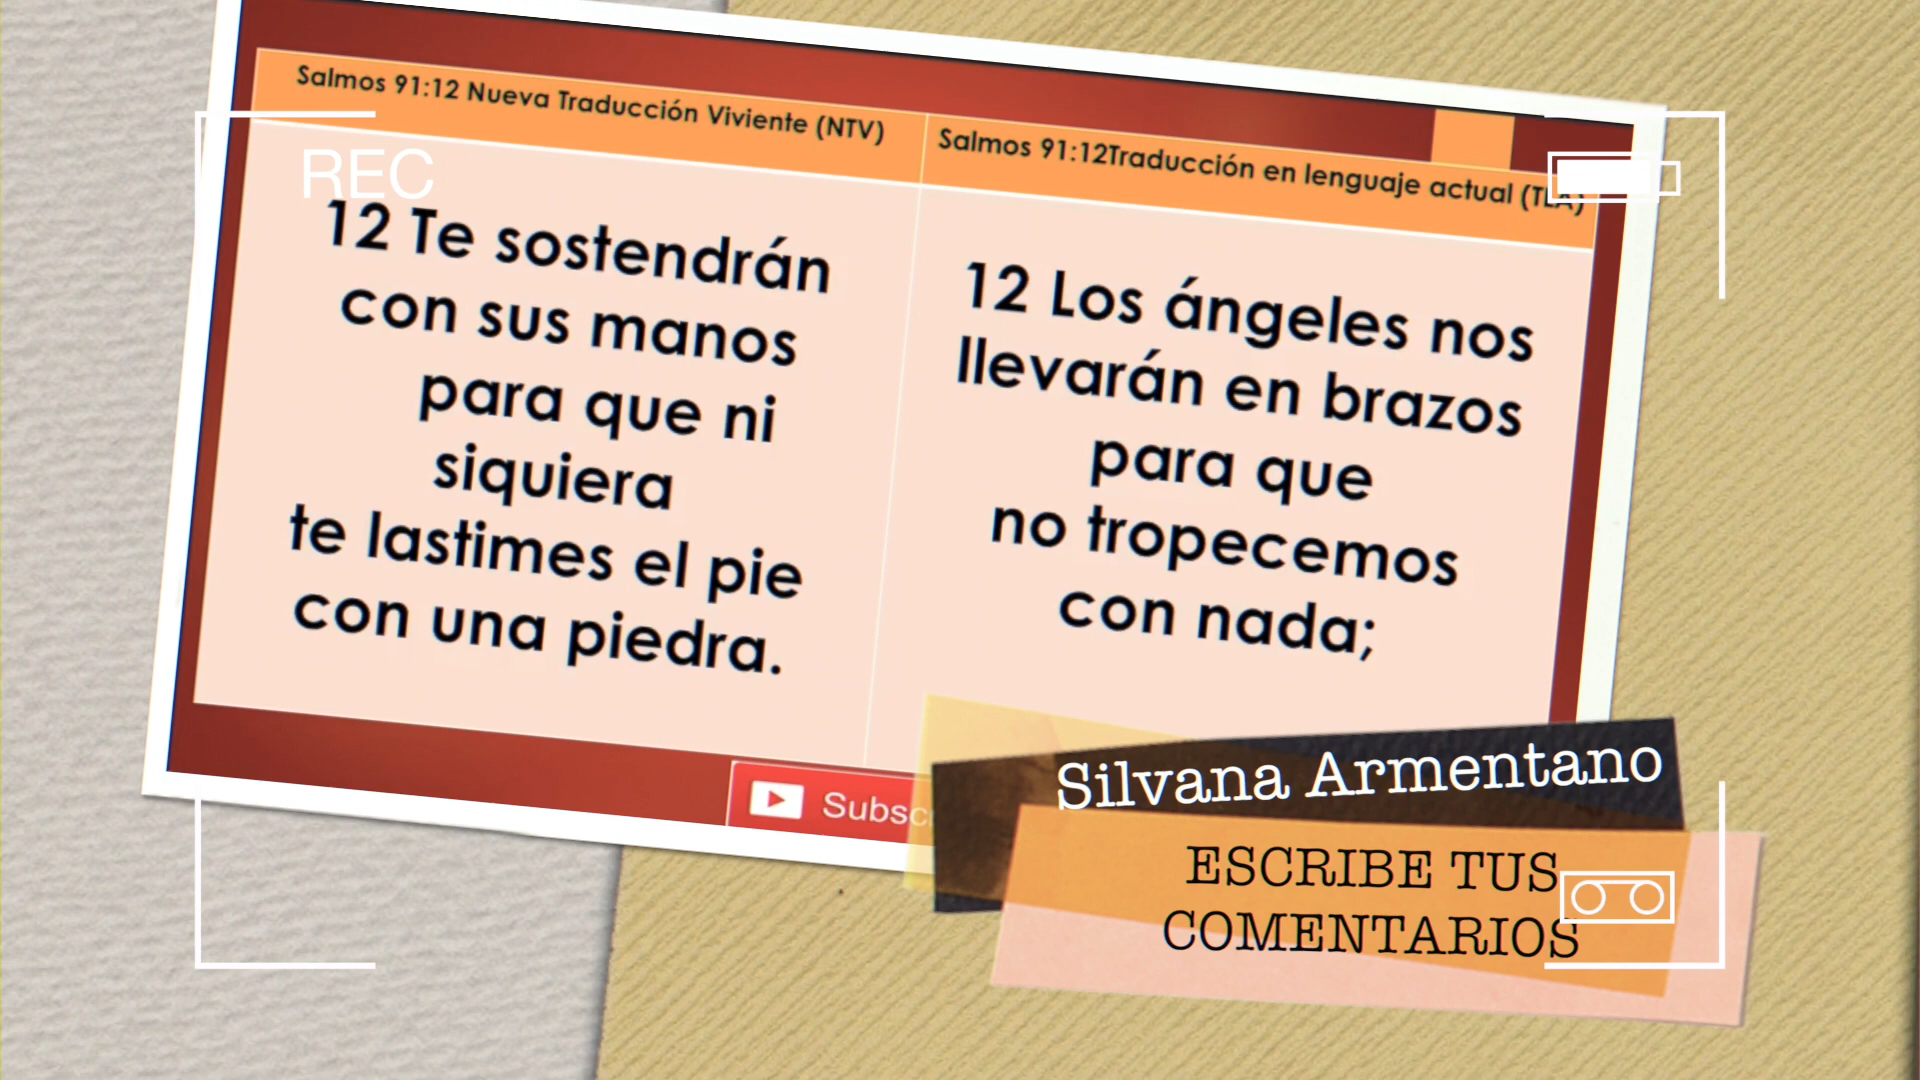 Salmos 91:12 Nueva Traducción Viviente (NTV)
Salmos 91:12Traducción en lenguaje actual (TLA)
REC
12 Te sostendrán
con sus manos
para que ni
siquiera
te lastimes el pie
con una piedra.
12 Los ángeles nos
llevarán en brazos
para que
no tropecemos
con nada;
Silvana Armentano
ESCRIBE TUS
COMENTARIOS